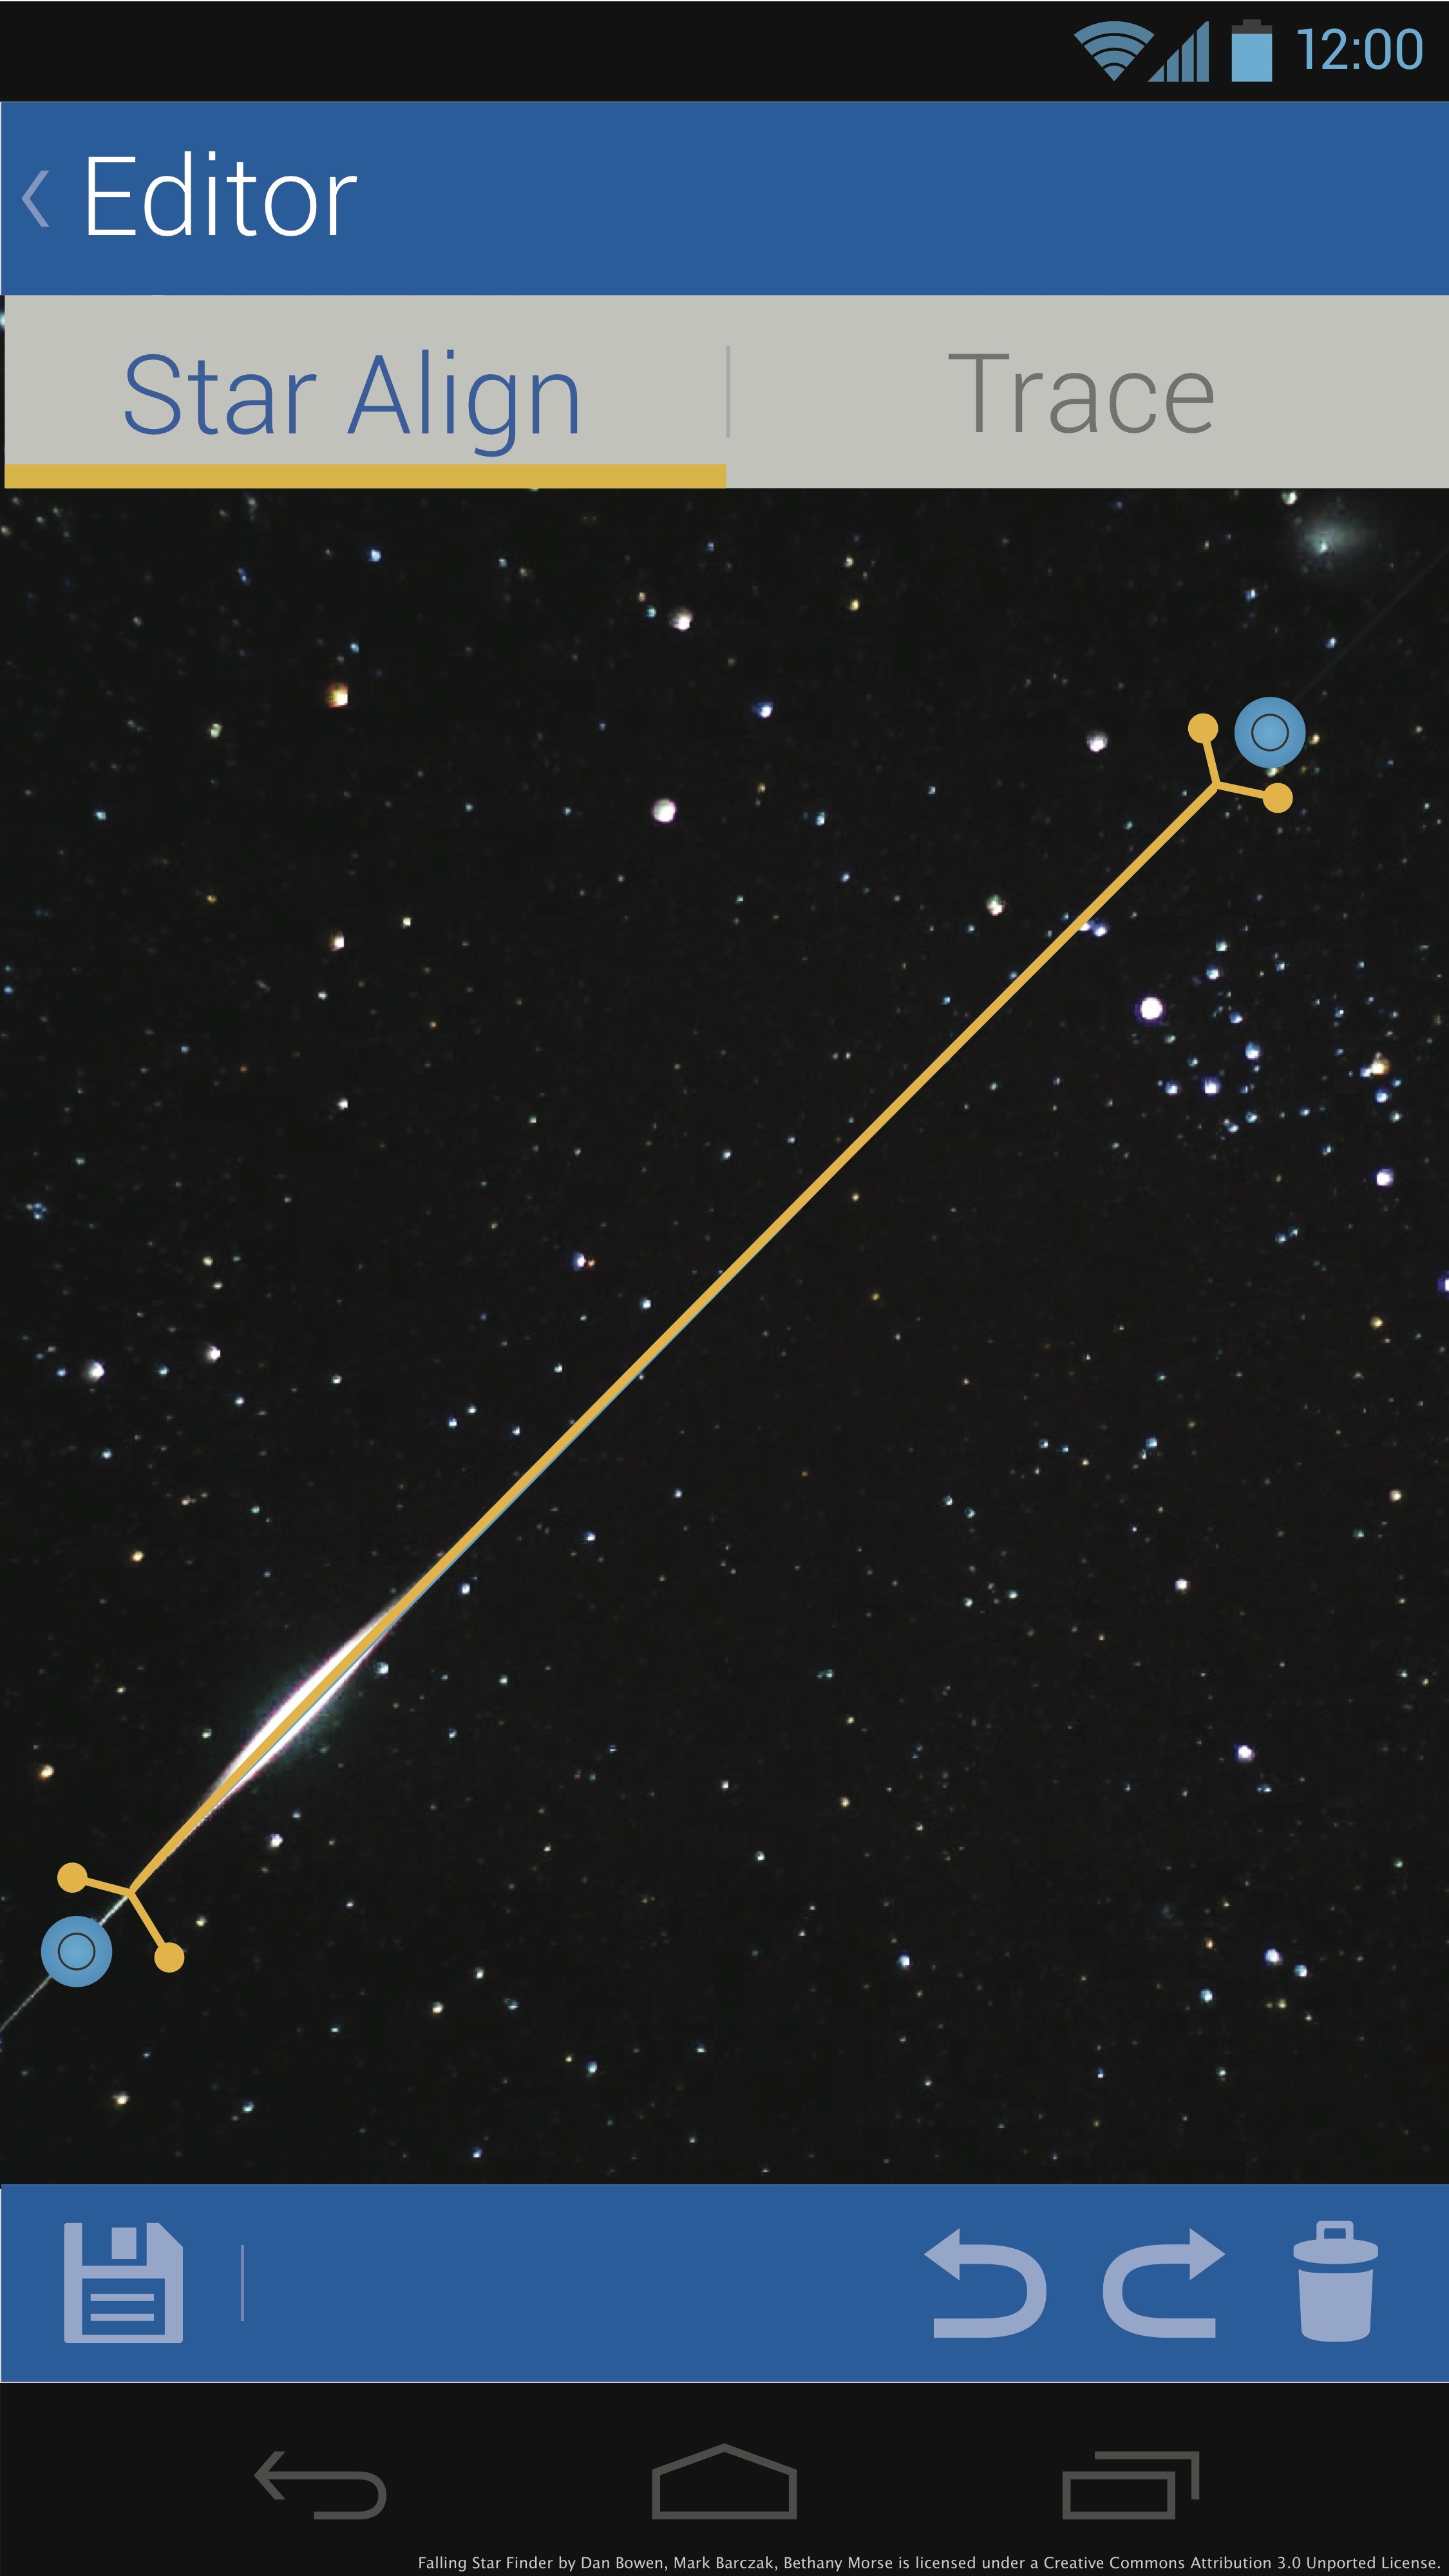 12:00
Editor
Star Align
Trace
Falling Star Finder by Dan Bowen, Mark Barczak, Bethany Morse is licensed under a Creative Commons Attribution 3.0 Unported License.